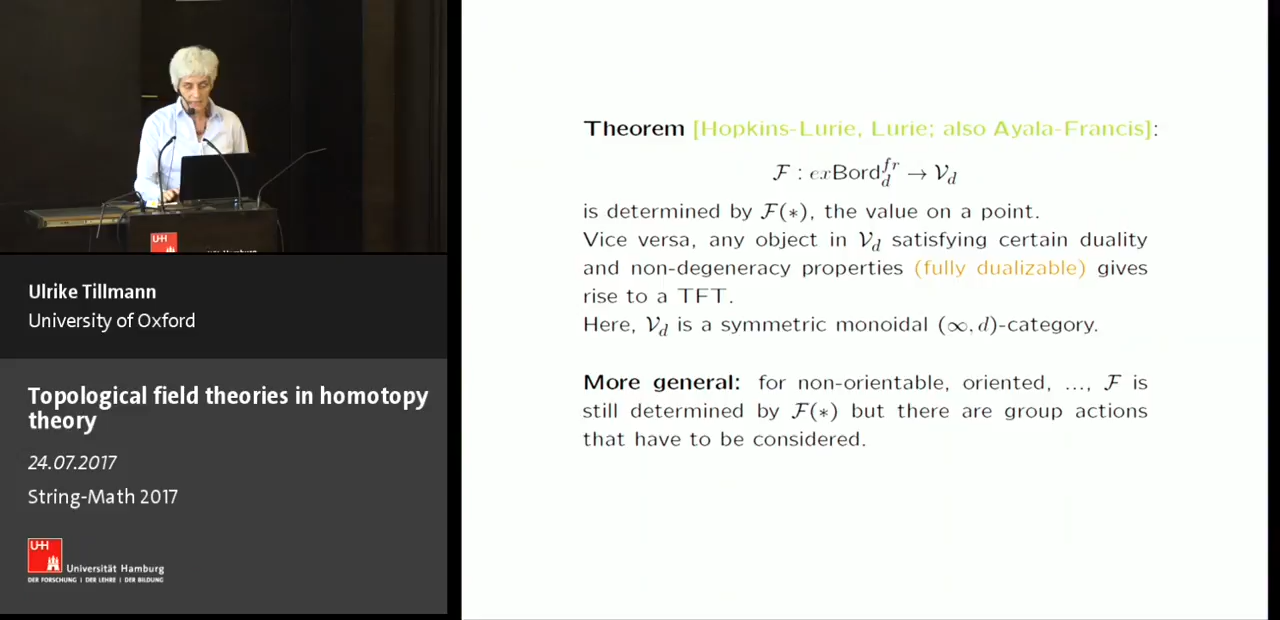 Theorem [Hopkins-Lurie, Lurie; also Ayala-Francis]:
𝓕 : exBord_d^{fr} → 𝒱_d
is determined by 𝓕(∗), the value on a point.
Vice versa, any object in 𝒱_d satisfying certain duality
and non-degeneracy properties (fully dualizable) gives
rise to a TFT.
Here, 𝒱_d is a symmetric monoidal (∞, d)-category.
More general: for non-orientable, oriented, ..., 𝓕 is
still determined by 𝓕(∗) but there are group actions
that have to be considered.
UH
Ulrike Tillmann
University of Oxford
Topological field theories in homotopy
theory
24.07.2017
String-Math 2017
UH
Universität Hamburg
DER FORSCHUNG | DER LEHRE | DER BILDUNG